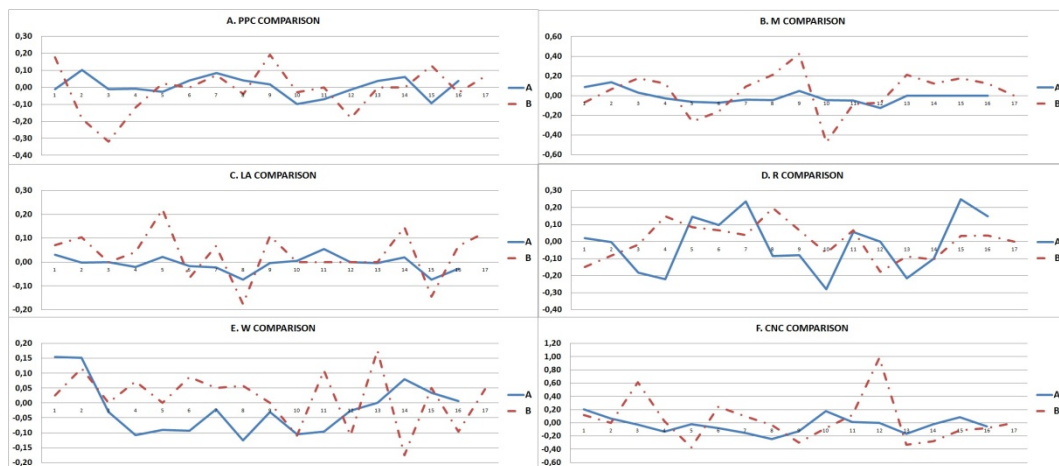 A. PPC COMPARISON
0,30
0,20
0,10
0,00
-0,10
-0,20
-0,30
-0,40
1 2 3 4 5 6 7 8 9 10 11 12 13 14 15 16 17
A
B
B. M COMPARISON
0,60
0,40
0,20
0,00
-0,20
-0,40
-0,60
1 2 3 4 5 6 7 8 9 10 11 12 13 14 15 16 17
A
B
C. LA COMPARISON
0,30
0,20
0,10
0,00
-0,10
-0,20
1 2 3 4 5 6 7 8 9 10 11 12 13 14 15 16 17
A
B
D. R COMPARISON
0,30
0,20
0,10
0,00
-0,10
-0,20
-0,30
-0,40
1 2 3 4 5 6 7 8 9 10 11 12 13 14 15 16 17
A
B
E. W COMPARISON
0,20
0,15
0,10
0,05
0,00
-0,05
-0,10
-0,15
-0,20
1 2 3 4 5 6 7 8 9 10 11 12 13 14 15 16 17
A
B
F. CNC COMPARISON
1,20
1,00
0,80
0,60
0,40
0,20
0,00
-0,20
-0,40
-0,60
1 2 3 4 5 6 7 8 9 10 11 12 13 14 15 16 17
A
B